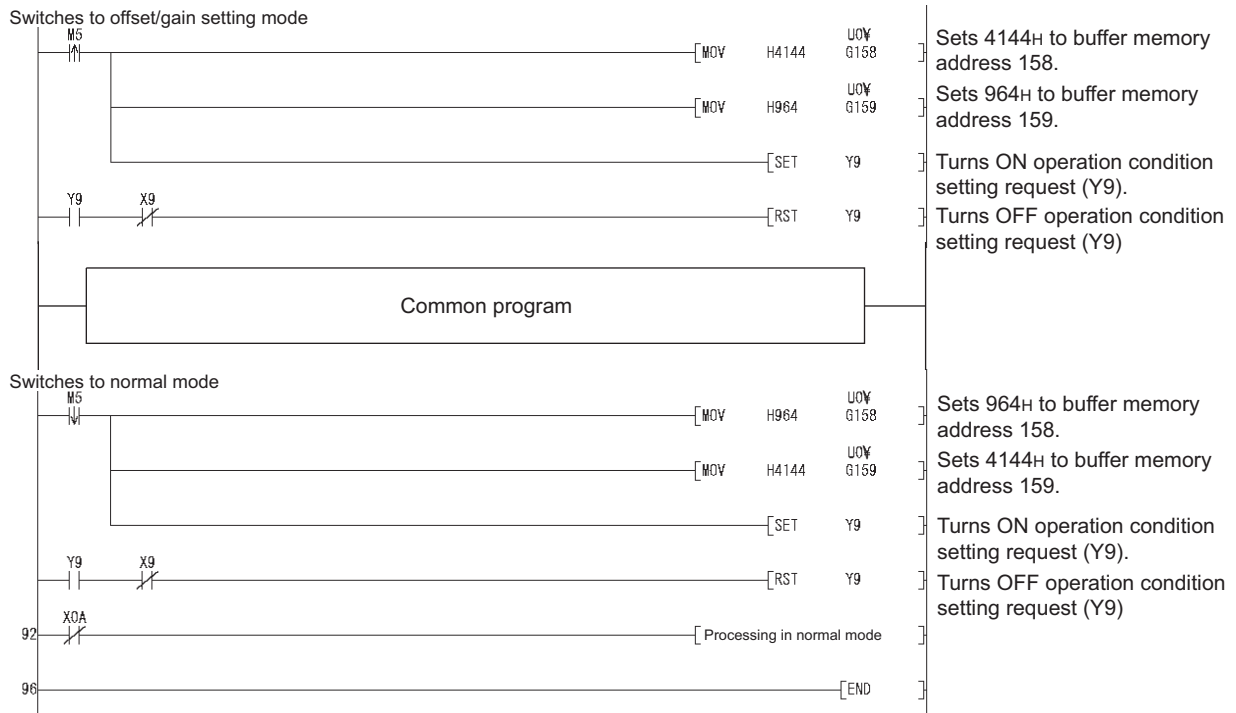 Switches to offset/gain setting mode
M5
U0¥
MOV H4144 G158
Sets 4144H to buffer memory
address 158.
U0¥
MOV H964 G159
Sets 964H to buffer memory
address 159.
SET Y9
Turns ON operation condition
setting request (Y9).
Y9 X9
RST Y9
Turns OFF operation condition
setting request (Y9)
Common program
Switches to normal mode
M5
U0¥
MOV H964 G158
Sets 964H to buffer memory
address 158.
U0¥
MOV H4144 G159
Sets 4144H to buffer memory
address 159.
SET Y9
Turns ON operation condition
setting request (Y9).
Y9 X9
RST Y9
Turns OFF operation condition
setting request (Y9)
X0A
92 Processing in normal mode
96 END